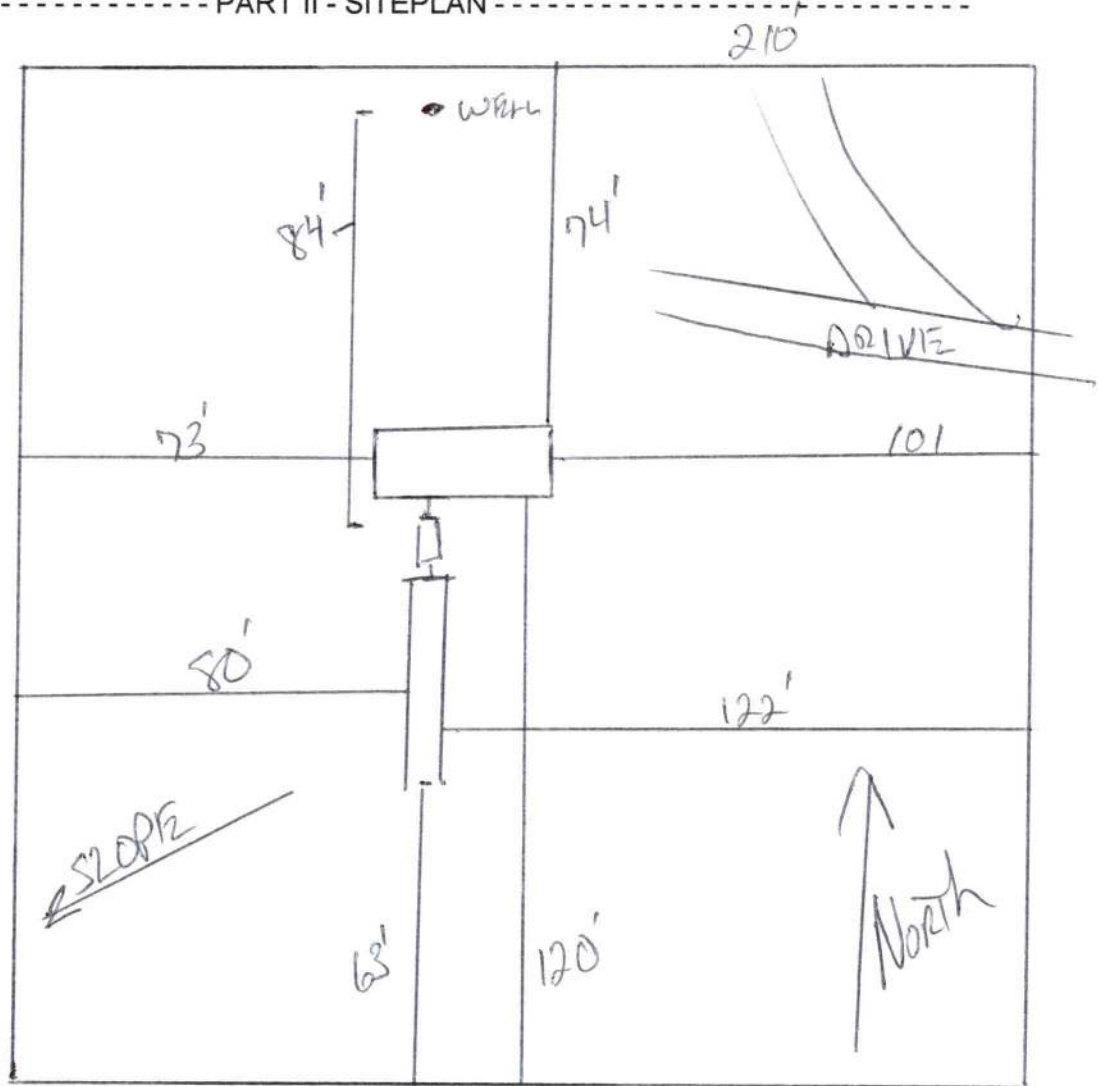 PART II - SITEPLAN
210'
WELL
84'
74'
DRIVE
73'
101
80'
122'
SLOPE
NORTH
63'
120'